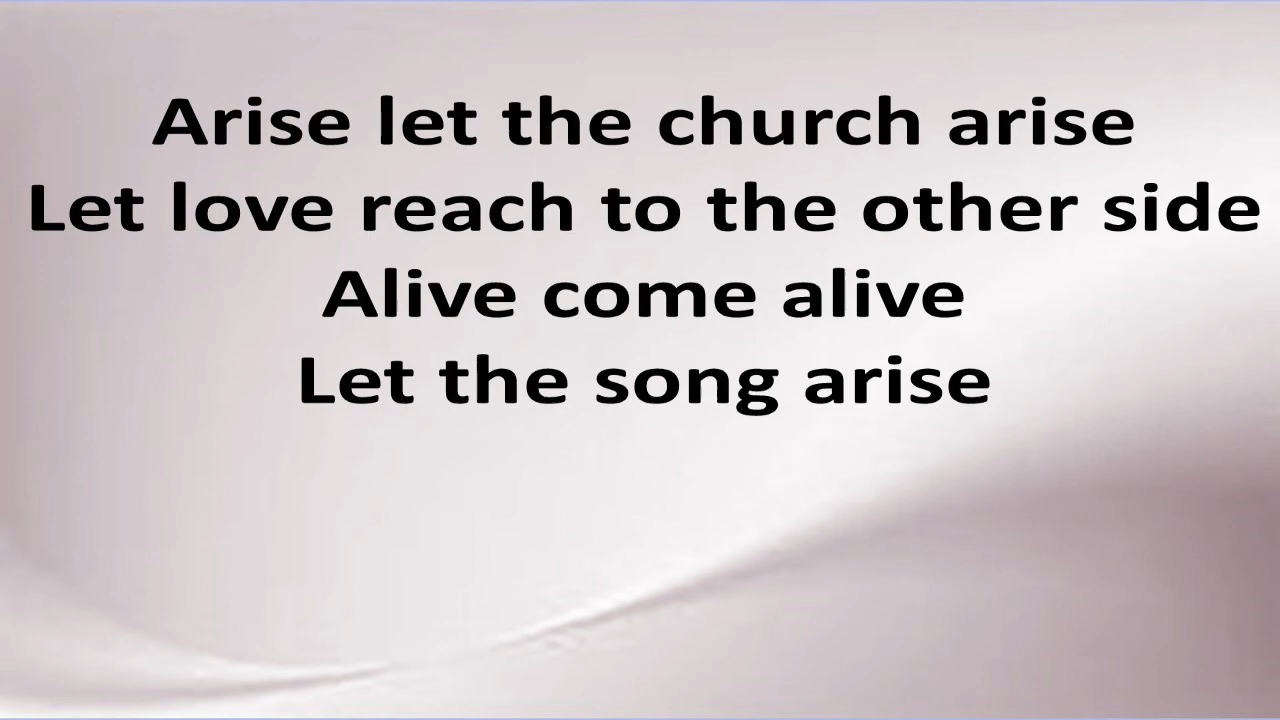 Arise let the church arise
Let love reach to the other side
Alive come alive
Let the song arise